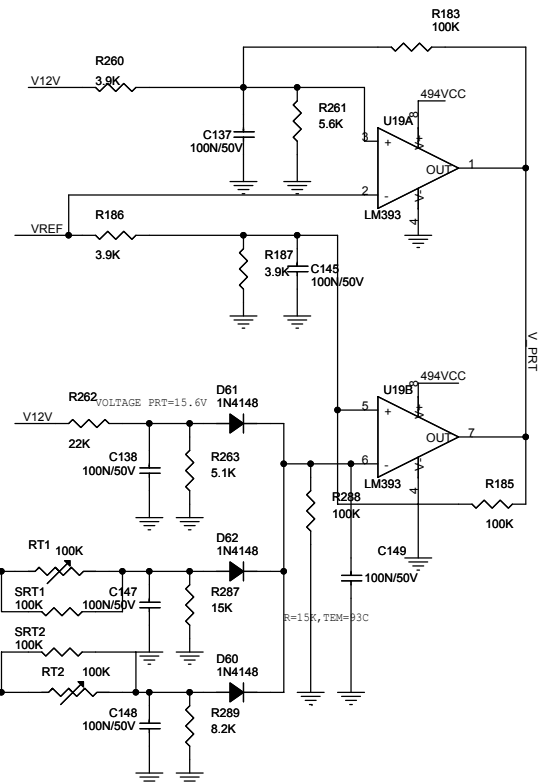 R183
100K
R260
V12V
3.9K
494VCC
8
R261
5.6K
U19A
V+
C137
100N/50V
3
+
OUT
1
2
-
V-
LM393
4
VREF
R186
3.9K
R187
3.9K
C145
100N/50V
V_PRT
D61
1N4148
494VCC
8
R262
VOLTAGE PRT=15.6V
U19B
V12V
V+
22K
5
+
C138
100N/50V
R263
5.1K
OUT
7
6
-
V-
LM393
4
R288
100K
R185
100K
D62
1N4148
RT1
100K
C149
100N/50V
SRT1
100K
C147
100N/50V
R287
15K
R=15K,TEM=93C
SRT2
100K
D60
1N4148
RT2
100K
C148
100N/50V
R289
8.2K